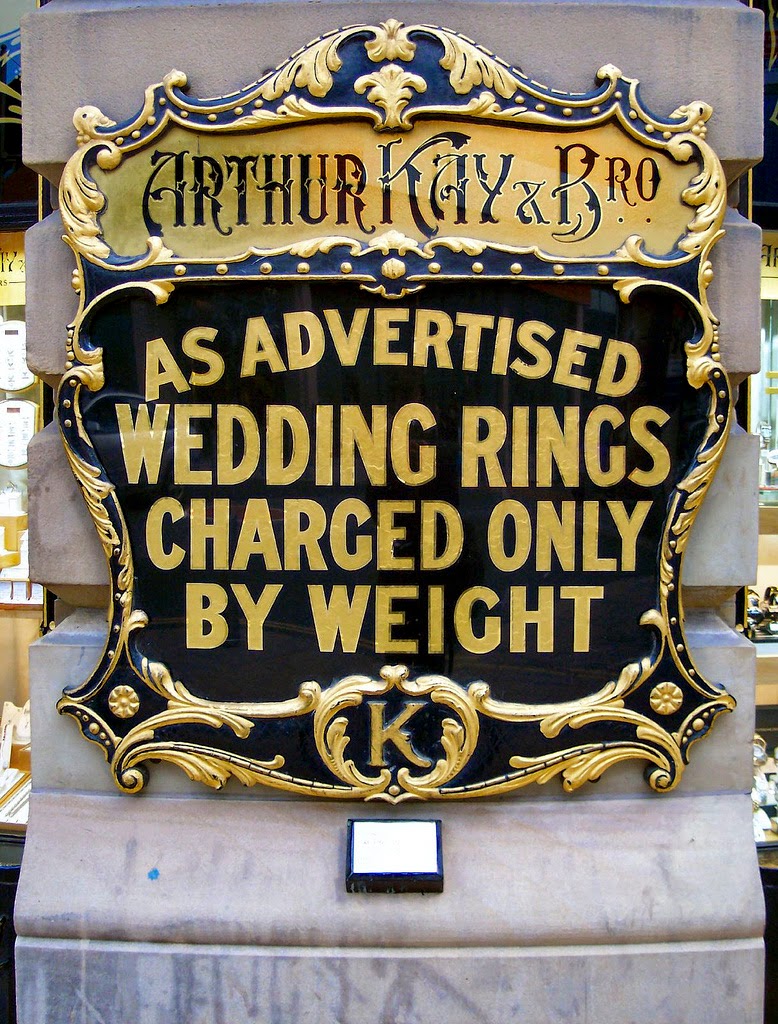 ARTHUR KAY & BRO.
AS ADVERTISED
WEDDING RINGS
CHARGED ONLY
BY WEIGHT
K